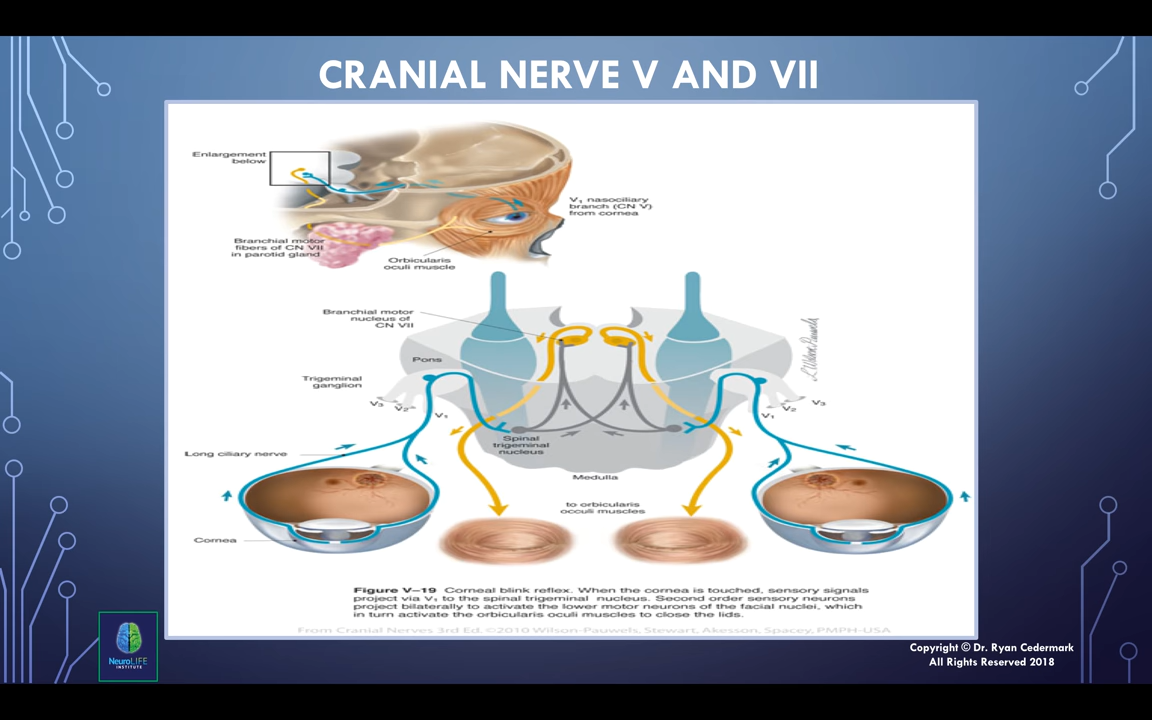 CRANIAL NERVE V AND VII
Enlargement
below
V₁ nasociliary
branch (CN V)
from cornea
Branchial motor
fibers of CN VII
in parotid gland
Orbicularis
oculi muscle
Branchial motor
nucleus of
CN VII
Pons
Trigeminal
ganglion
V₃
V₂
V₁
V₁
V₂
V₃
Spinal
trigeminal
nucleus
Long ciliary nerve
Medulla
to orbicularis
occuli muscles
Cornea
Figure V–19 Corneal blink reflex. When the cornea is touched, sensory signals
project via V₁ to the spinal trigeminal nucleus. Second order sensory neurons
project bilaterally to activate the lower motor neurons of the facial nuclei, which
in turn activate the orbicularis oculi muscles to close the lids.
From Cranial Nerves 3rd Ed. ©2010 Wilson-Pauwels, Stewart, Akesson, Spacey, PMPH-USA
NeuroLIFE
INSTITUTE
Copyright © Dr. Ryan Cedermark
All Rights Reserved 2018